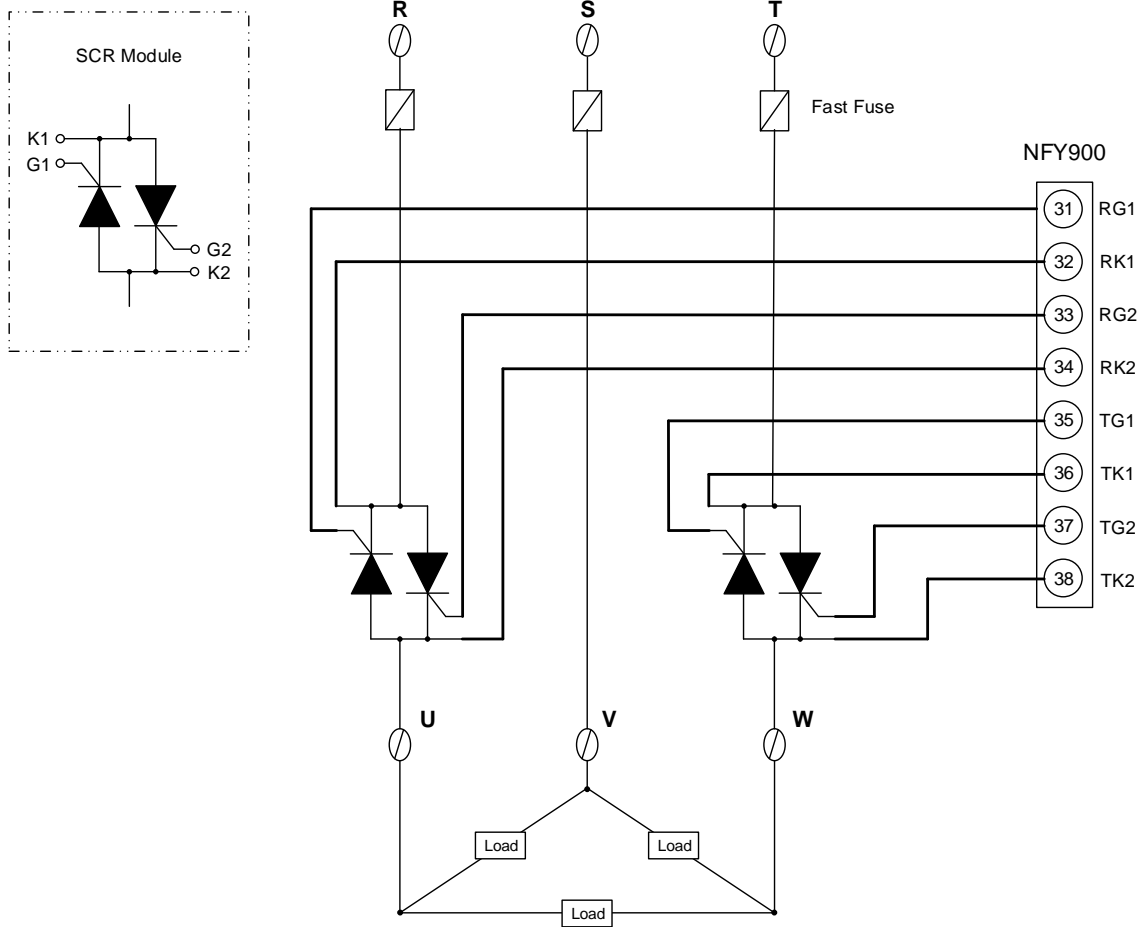 R
S
T
SCR Module
K1
G1
G2
K2
Fast Fuse
NFY900
31 RG1
32 RK1
33 RG2
34 RK2
35 TG1
36 TK1
37 TG2
38 TK2
U
V
W
Load
Load
Load